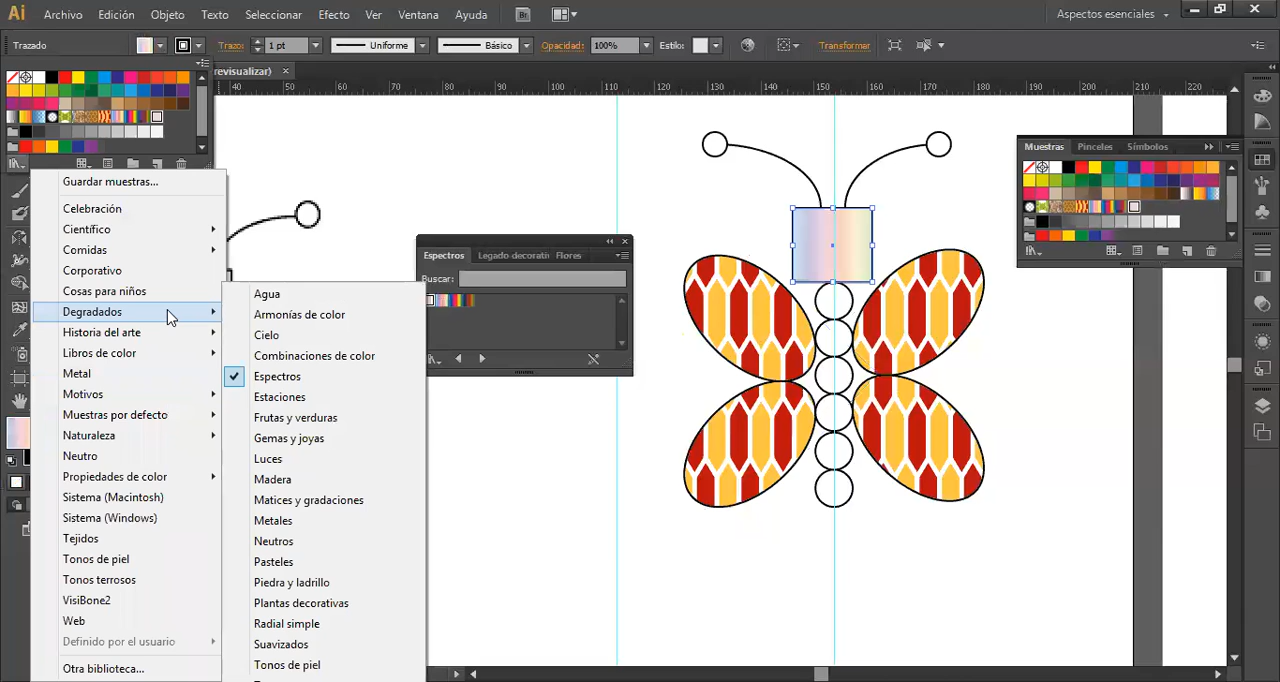 Ai Archivo Edición Objeto Texto Seleccionar Efecto Ver Ventana Ayuda Br Aspectos esenciales
Trazado Trazo: 1 pt Uniforme Básico Opacidad: 100% Estilo: Transformar
revisualizar) ×
40 50 60 70 80 90 100 110 120 130 140 150 160 170 180 190 200 210 220
Muestras Pinceles Símbolos
Guardar muestras...
Celebración
Científico
Comidas
Corporativo
Cosas para niños
Degradados
Historia del arte
Libros de color
Metal
Motivos
Muestras por defecto
Naturaleza
Neutro
Propiedades de color
Sistema (Macintosh)
Sistema (Windows)
Tejidos
Tonos de piel
Tonos terrosos
VisiBone2
Web
Definido por el usuario
Otra biblioteca...
Agua
Armonías de color
Cielo
Combinaciones de color
Espectros
Estaciones
Frutas y verduras
Gemas y joyas
Luces
Madera
Matices y gradaciones
Metales
Neutros
Pasteles
Piedra y ladrillo
Plantas decorativas
Radial simple
Suavizados
Tonos de piel
Espectros Legado decorati Flores
Buscar: